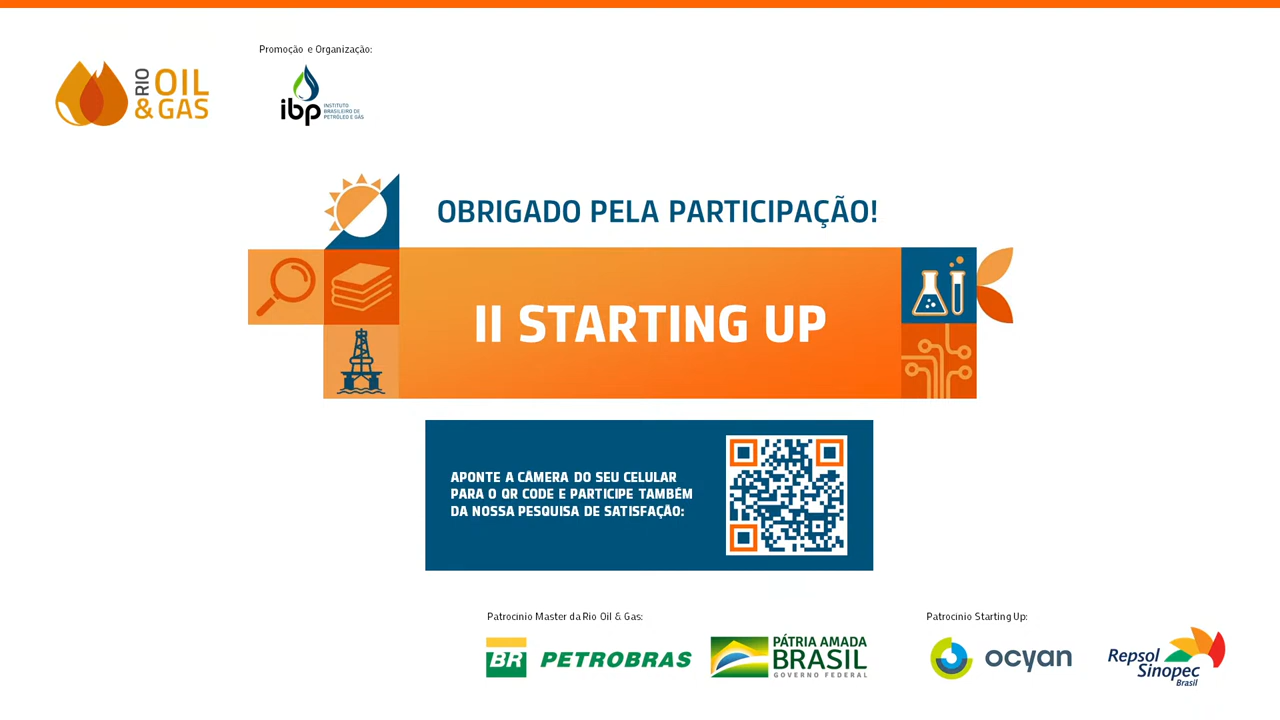 Promoção e Organização:
RIO OIL
& GAS
ibp INSTITUTO
BRASILEIRO DE
PETRÓLEO E GÁS
OBRIGADO PELA PARTICIPAÇÃO!
II STARTING UP
APONTE A CÂMERA DO SEU CELULAR
PARA O QR CODE E PARTICIPE TAMBÉM
DA NOSSA PESQUISA DE SATISFAÇÃO:
Patrocinio Master da Rio Oil & Gas:
Patrocinio Starting Up:
BR PETROBRAS
PÁTRIA AMADA
BRASIL
GOVERNO FEDERAL
ocyan
Repsol
Sinopec
Brasil